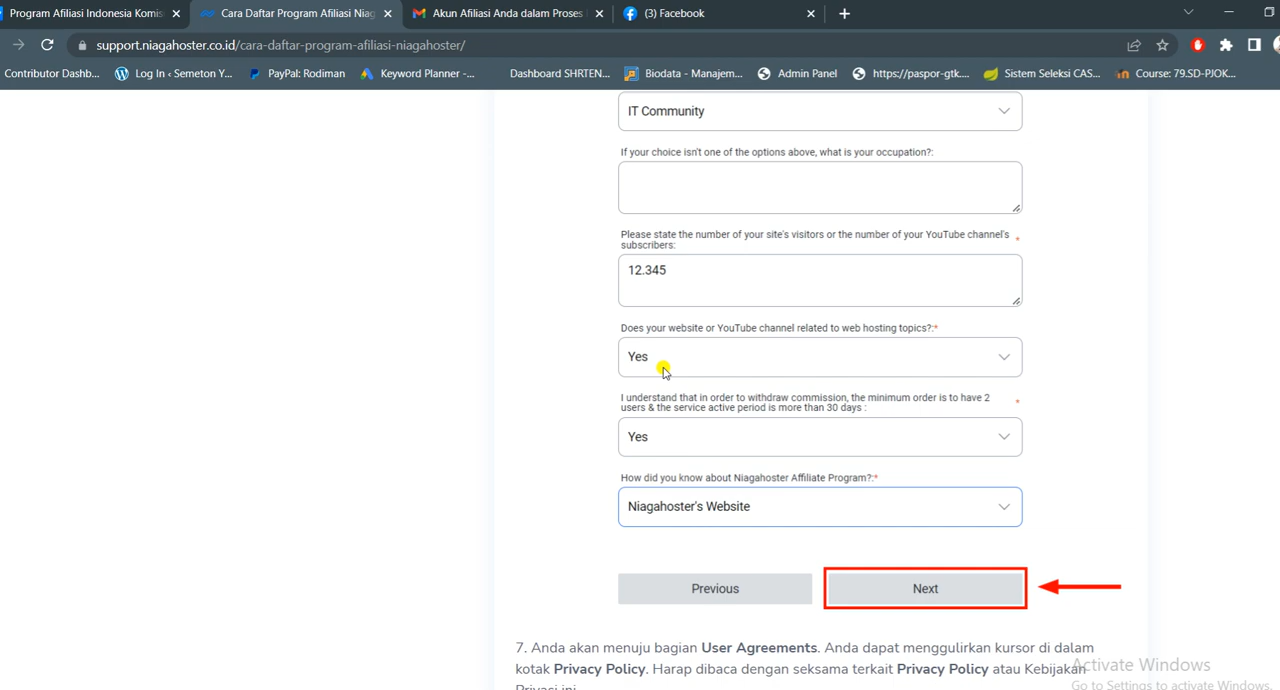 Program Afiliasi Indonesia Komis
Cara Daftar Program Afiliasi Niag
Akun Afiliasi Anda dalam Proses
(3) Facebook
support.niagahoster.co.id/cara-daftar-program-afiliasi-niagahoster/
Contributor Dashb...
Log In ‹ Semeton Y...
PayPal: Rodiman
Keyword Planner -...
Dashboard SHRTEN...
Biodata - Manajem...
Admin Panel
https://paspor-gtk....
Sistem Seleksi CAS...
Course: 79.SD-PJOK...
IT Community
If your choice isn't one of the options above, what is your occupation?:
Please state the number of your site's visitors or the number of your YouTube channel's *
subscribers:
12.345
Does your website or YouTube channel related to web hosting topics?:*
Yes
I understand that in order to withdraw commission, the minimum order is to have 2 *
users & the service active period is more than 30 days :
Yes
How did you know about Niagahoster Affiliate Program?:*
Niagahoster's Website
Previous
Next
7. Anda akan menuju bagian User Agreements. Anda dapat menggulirkan kursor di dalam
kotak Privacy Policy. Harap dibaca dengan seksama terkait Privacy Policy atau Kebijakan
Privasi ini
Activate Windows
Go to Settings to activate Windows.